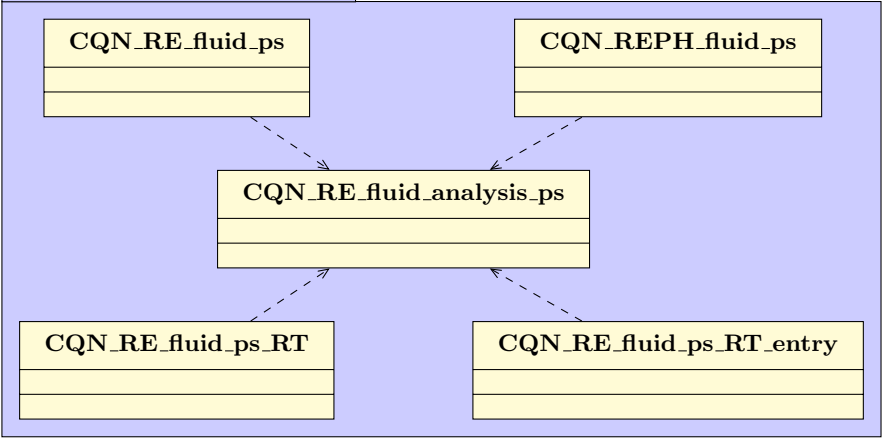 CQN_RE_fluid_ps
CQN_REPH_fluid_ps
CQN_RE_fluid_analysis_ps
CQN_RE_fluid_ps_RT
CQN_RE_fluid_ps_RT_entry